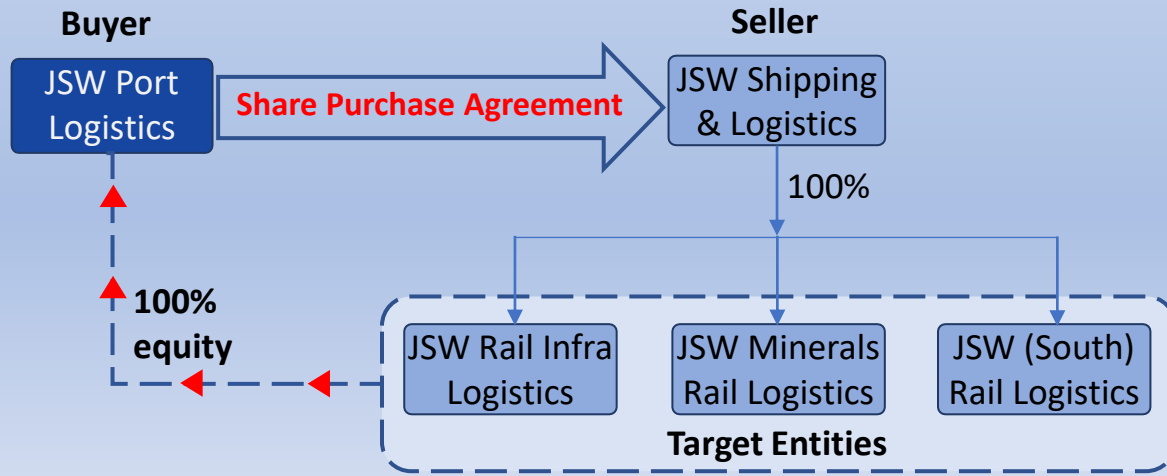 Buyer
Seller
JSW Port
Logistics
Share Purchase Agreement
JSW Shipping
& Logistics
100%
100%
equity
JSW Rail Infra
Logistics
JSW Minerals
Rail Logistics
JSW (South)
Rail Logistics
Target Entities